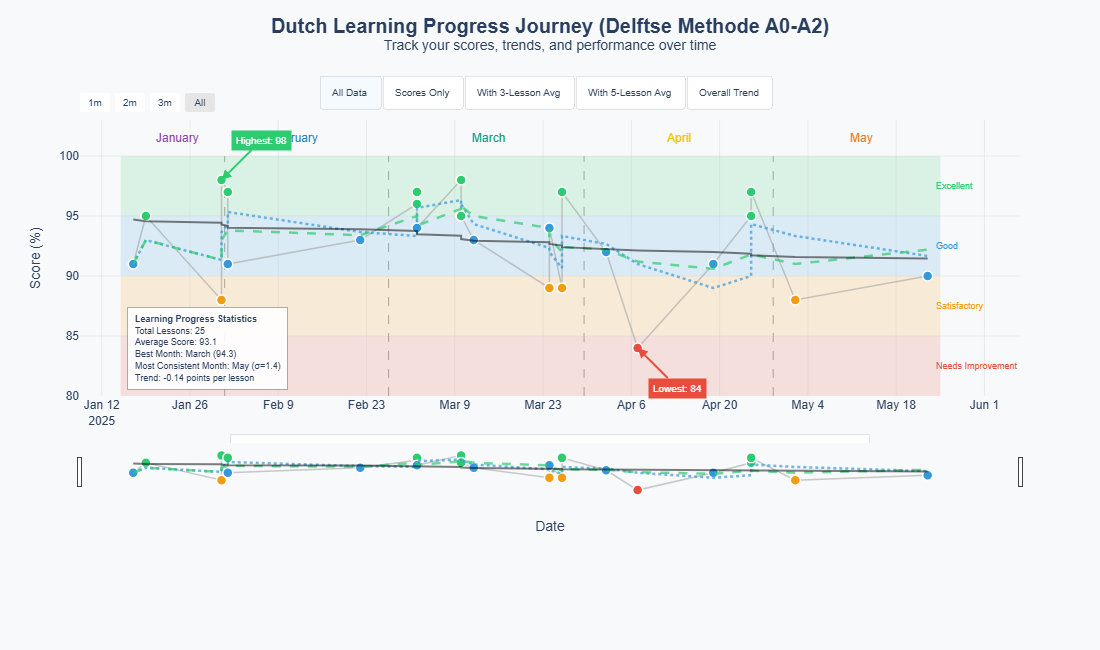 Dutch Learning Progress Journey (Delftse Methode A0-A2)
Track your scores, trends, and performance over time
All Data
Scores Only
With 3-Lesson Avg
With 5-Lesson Avg
Overall Trend
1m
2m
3m
All
January
ruary
March
April
May
Highest: 98
100
95
90
85
80
Score (%)
Excellent
Good
Satisfactory
Needs Improvement
Learning Progress Statistics
Total Lessons: 25
Average Score: 93.1
Best Month: March (94.3)
Most Consistent Month: May (σ=1.4)
Trend: -0.14 points per lesson
Lowest: 84
Jan 12
2025
Jan 26
Feb 9
Feb 23
Mar 9
Mar 23
Apr 6
Apr 20
May 4
May 18
Jun 1
Date